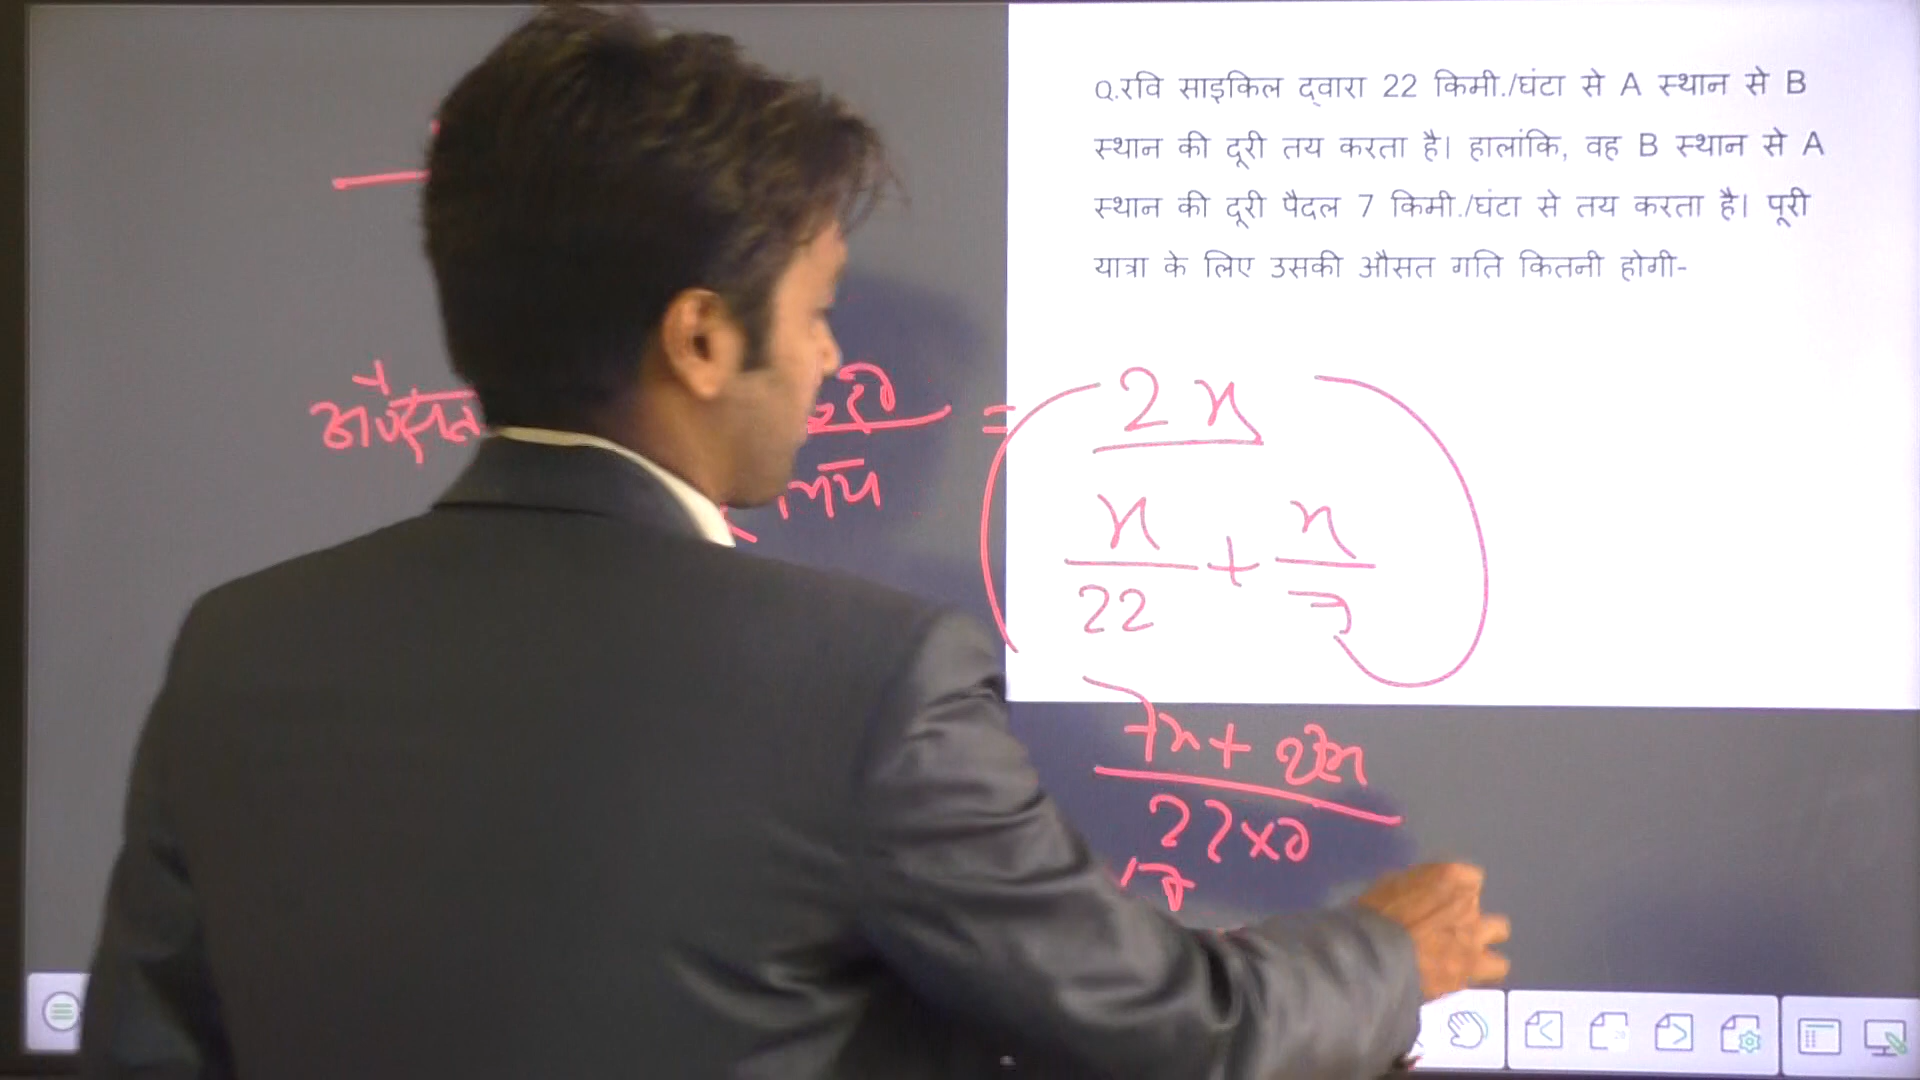 Q.रवि साइकिल द्वारा 22 किमी./घंटा से A स्थान से B
स्थान की दूरी तय करता है। हालांकि, वह B स्थान से A
स्थान की दूरी पैदल 7 किमी./घंटा से तय करता है। पूरी
यात्रा के लिए उसकी औसत गति कितनी होगी-
औसत = 2x
x x
22 + 7
7x + 22x
22×7